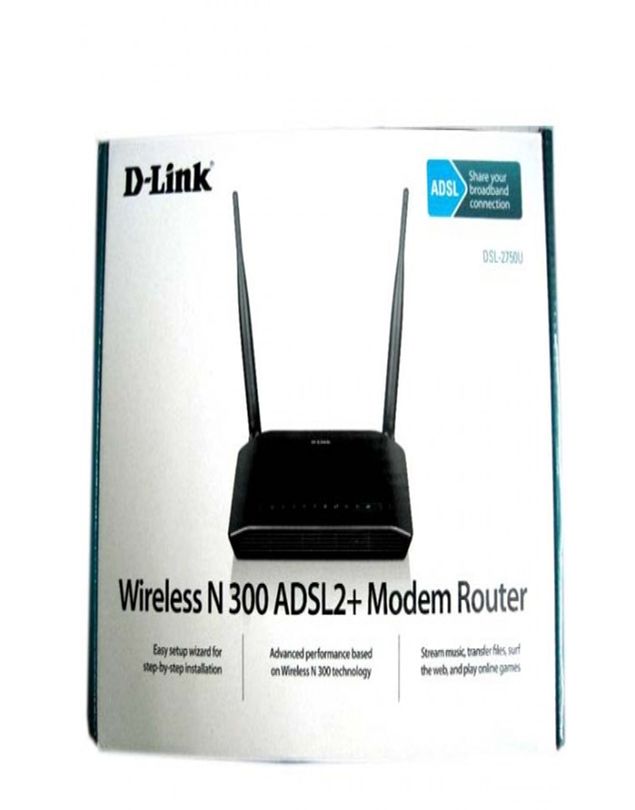 D-Link
ADSL
Share your
broadband
connection
DSL-2750U
D-Link
Wireless N 300 ADSL2+ Modem Router
Easy setup wizard for
step-by-step installation
Advanced performance based
on Wireless N 300 technology
Stream music, transfer files, surf
the web, and play online games